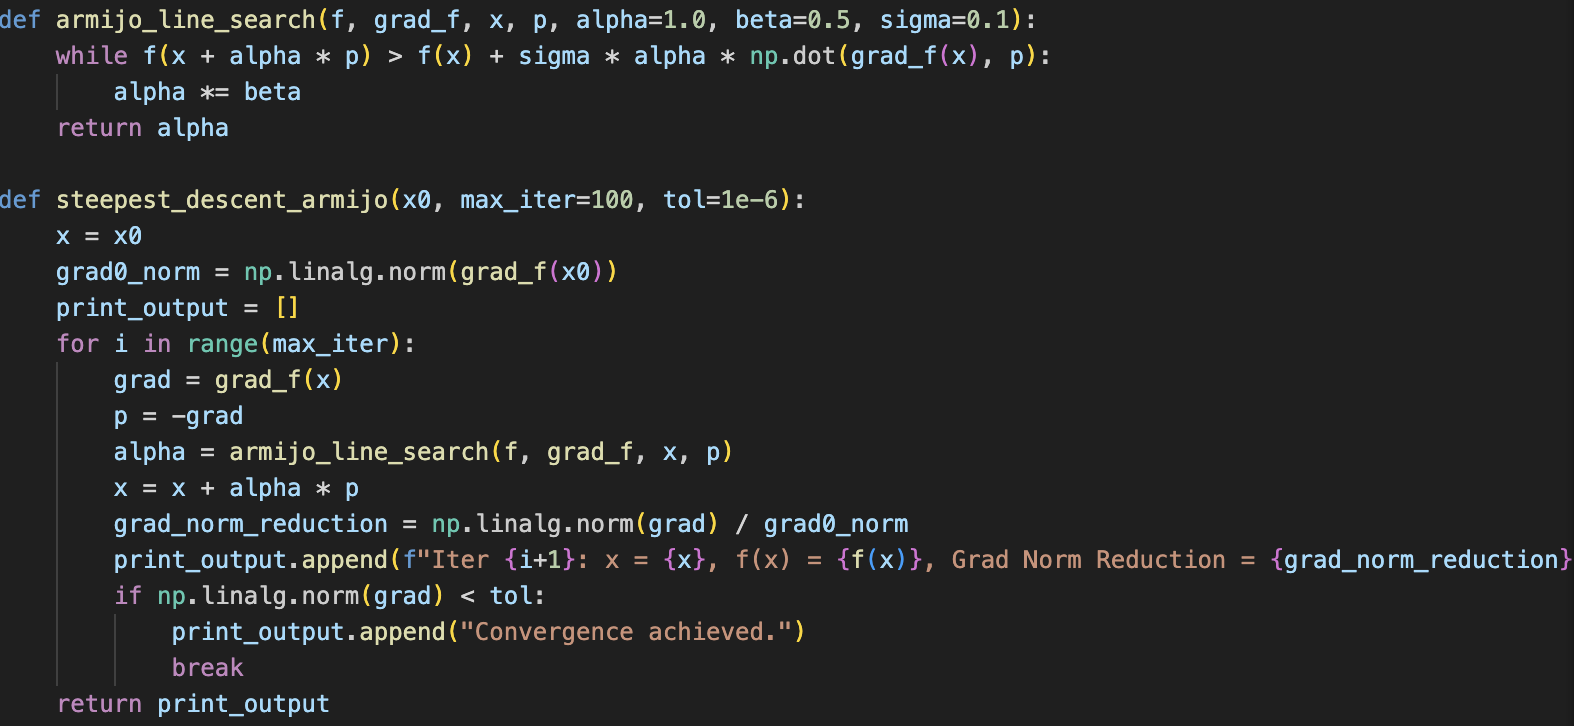 def armijo_line_search(f, grad_f, x, p, alpha=1.0, beta=0.5, sigma=0.1):
    while f(x + alpha * p) > f(x) + sigma * alpha * np.dot(grad_f(x), p):
        alpha *= beta
    return alpha

def steepest_descent_armijo(x0, max_iter=100, tol=1e-6):
    x = x0
    grad0_norm = np.linalg.norm(grad_f(x0))
    print_output = []
    for i in range(max_iter):
        grad = grad_f(x)
        p = -grad
        alpha = armijo_line_search(f, grad_f, x, p)
        x = x + alpha * p
        grad_norm_reduction = np.linalg.norm(grad) / grad0_norm
        print_output.append(f"Iter {i+1}: x = {x}, f(x) = {f(x)}, Grad Norm Reduction = {grad_norm_reduction}
        if np.linalg.norm(grad) < tol:
            print_output.append("Convergence achieved.")
            break
    return print_output